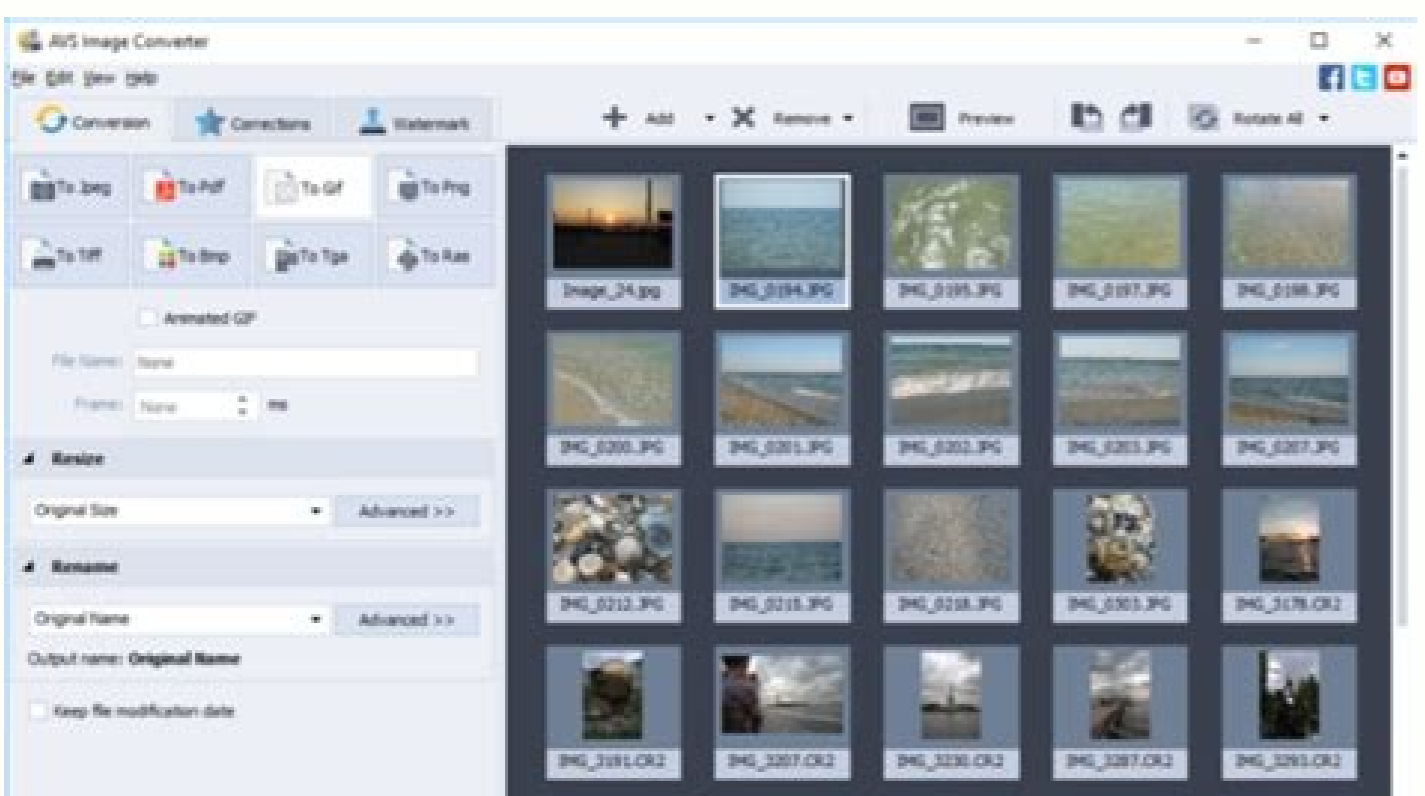 AVS Image Converter
File Edit View Help
Conversion Corrections Watermark
Add Remove Preview Rotate All
To Jpeg To Pdf To Gif To Png
To Tiff To Bmp To Tga To Ras
Animated GIF
File Name: None
Frame: None ms
Resize
Original Size Advanced >>
Rename
Original Name Advanced >>
Output name: Original Name
Keep file modification date
Image_24.jpg IMG_0194.JPG IMG_0195.JPG IMG_0197.JPG IMG_0198.JPG
IMG_0200.JPG IMG_0201.JPG IMG_0202.JPG IMG_0203.JPG IMG_0207.JPG
IMG_0212.JPG IMG_0215.JPG IMG_0218.JPG IMG_0303.JPG IMG_3178.CR2
IMG_3191.CR2 IMG_3207.CR2 IMG_3230.CR2 IMG_3287.CR2 IMG_3293.CR2